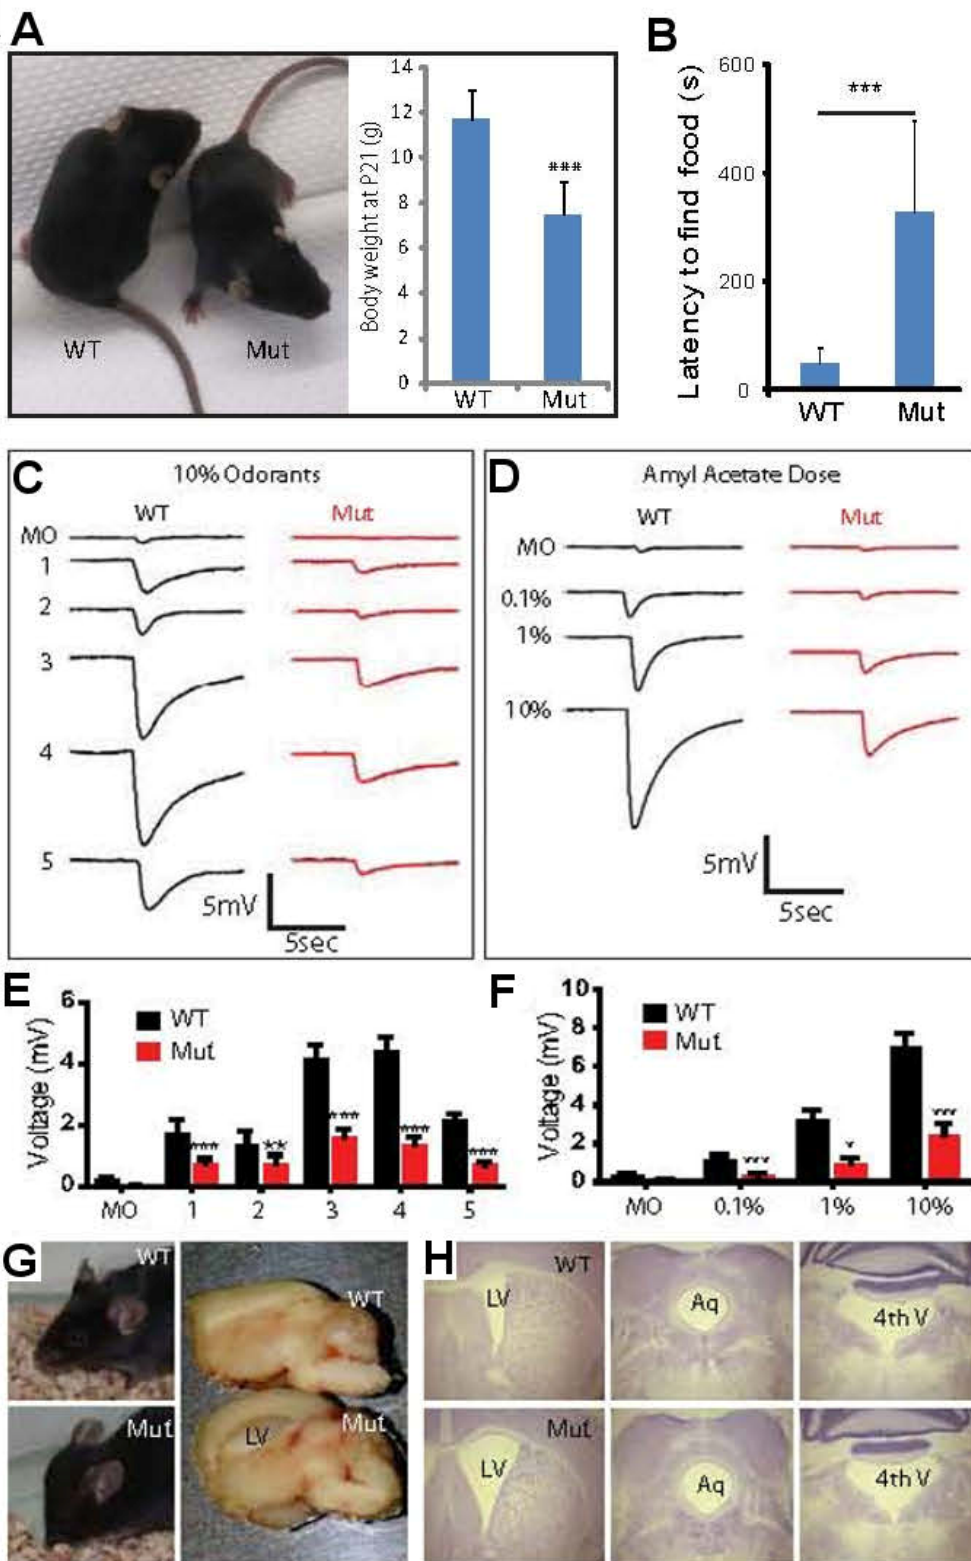 A
14
12
10
8
6
4
2
0
Body weight at P21 (g)
***
WT
Mut
WT
Mut
B
600
400
200
0
Latency to find food (s)
***
WT
Mut
C
10% Odorants
WT
Mut
MO
1
2
3
4
5
5mV
5sec
D
Amyl Acetate Dose
WT
Mut
MO
0.1%
1%
10%
5mV
5sec
E
Voltage (mV)
6
4
2
0
WT
Mut
***
**
***
***
***
MO
1
2
3
4
5
F
Voltage (mV)
10
8
6
4
2
0
WT
Mut
***
*
***
MO
0.1%
1%
10%
G
WT
Mut
WT
LV
Mut
H
WT
LV
Aq
4th V
Mut
LV
Aq
4th V